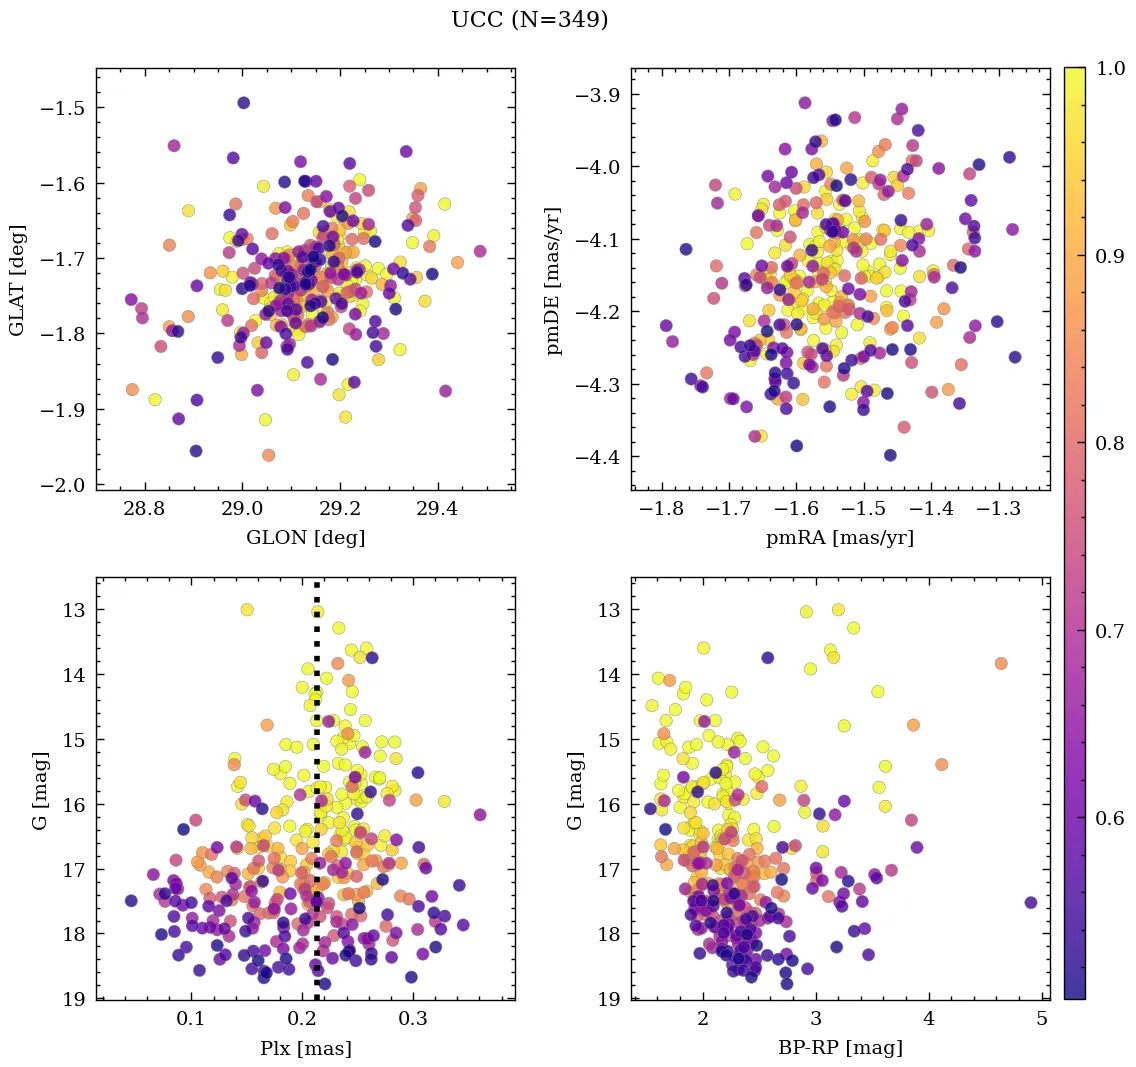 UCC (N=349)
−1.5
−1.6
−1.7
−1.8
−1.9
−2.0
GLAT [deg]
28.8 29.0 29.2 29.4
GLON [deg]
−3.9
−4.0
−4.1
−4.2
−4.3
−4.4
pmDE [mas/yr]
−1.8 −1.7 −1.6 −1.5 −1.4 −1.3
pmRA [mas/yr]
1.0
0.9
0.8
0.7
0.6
13
14
15
16
17
18
19
G [mag]
0.1 0.2 0.3
Plx [mas]
13
14
15
16
17
18
19
G [mag]
2 3 4 5
BP-RP [mag]